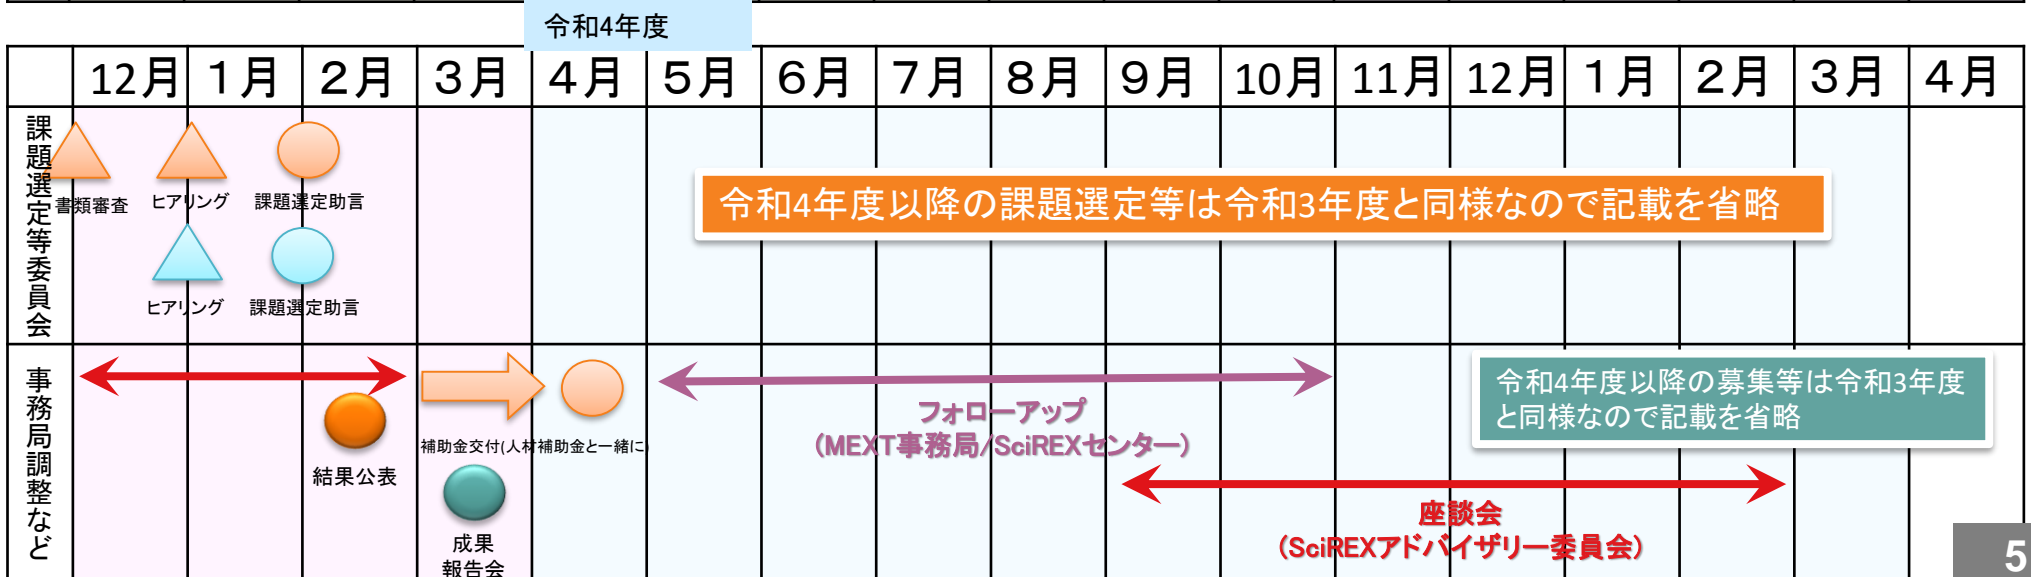 令和4年度
12月 1月 2月 3月 4月 5月 6月 7月 8月 9月 10月 11月 12月 1月 2月 3月 4月
課題選定等委員会
書類審査 ヒアリング 課題選定助言
令和4年度以降の課題選定等は令和3年度と同様なので記載を省略
ヒアリング 課題選定助言
事務局調整など
結果公表
補助金交付(人材補助金と一緒に)
成果
報告会
フォローアップ
(MEXT事務局/SciREXセンター)
令和4年度以降の募集等は令和3年度
と同様なので記載を省略
座談会
(SciREXアドバイザリー委員会)
5